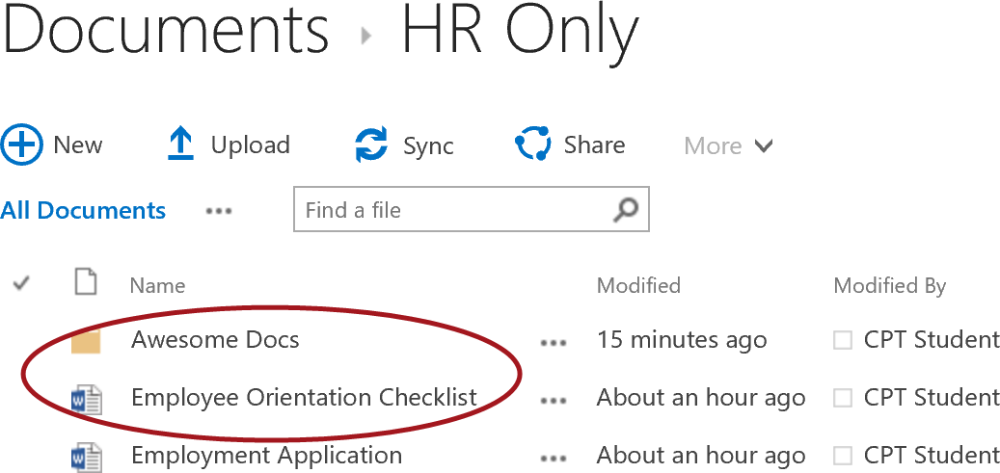 Documents ▸ HR Only
New Upload Sync Share More
All Documents ... Find a file
Name Modified Modified By
Awesome Docs ... 15 minutes ago CPT Student
Employee Orientation Checklist ... About an hour ago CPT Student
Employment Application ... About an hour ago CPT Student